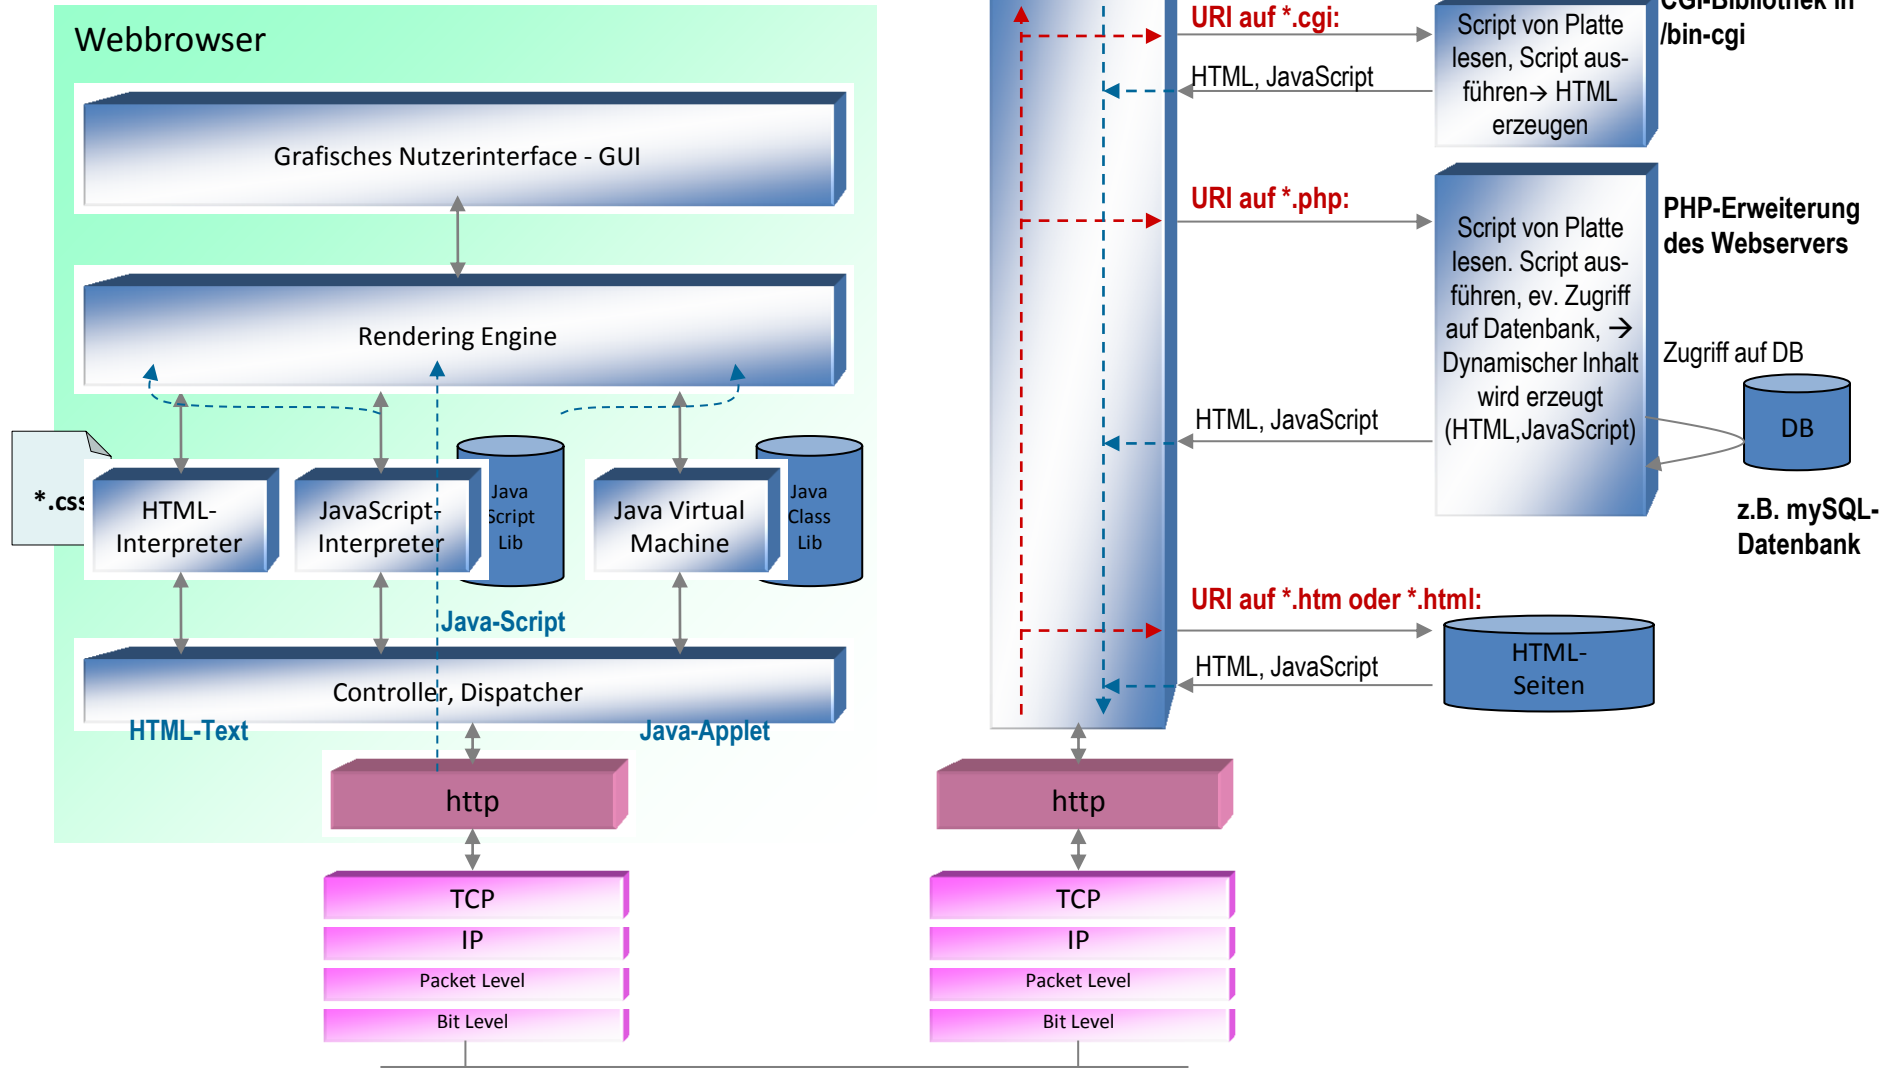 Webbrowser
Grafisches Nutzerinterface - GUI
Rendering Engine
*.css
HTML-
Interpreter
JavaScript-
Interpreter
Java
Script
Lib
Java Virtual
Machine
Java
Class
Lib
Java-Script
Controller, Dispatcher
HTML-Text
Java-Applet
http
TCP
IP
Packet Level
Bit Level
URI auf *.cgi:
HTML, JavaScript
Script von Platte
lesen, Script aus-
führen→ HTML
erzeugen
CGI-Bibliothek in
/bin-cgi
URI auf *.php:
HTML, JavaScript
Script von Platte
lesen. Script aus-
führen, ev. Zugriff
auf Datenbank, →
Dynamischer Inhalt
wird erzeugt
(HTML,JavaScript)
PHP-Erweiterung
des Webservers
Zugriff auf DB
DB
z.B. mySQL-
Datenbank
URI auf *.htm oder *.html:
HTML, JavaScript
HTML-
Seiten
http
TCP
IP
Packet Level
Bit Level